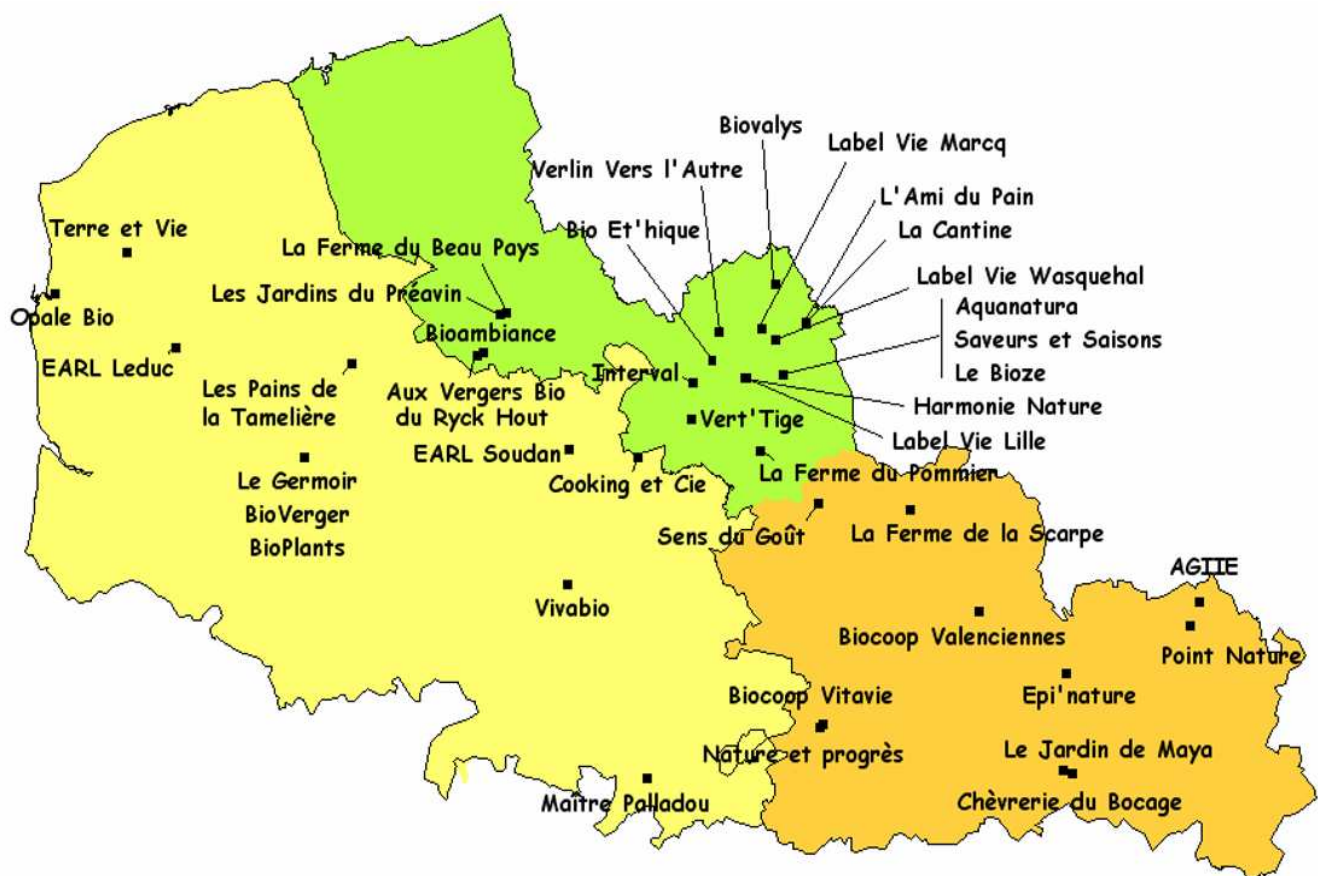 Biovalys
Label Vie Marcq
Verlin Vers l'Autre
L'Ami du Pain
La Cantine
Bio Et'hique
Terre et Vie
La Ferme du Beau Pays
Label Vie Wasquehal
Les Jardins du Préavin
Aquanatura
Opale Bio
Bioambiance
Saveurs et Saisons
EARL Leduc
Interval
Le Bioze
Les Pains de
la Tamelière
Aux Vergers Bio
du Ryck Hout
Harmonie Nature
Vert'Tige
Label Vie Lille
EARL Soudan
La Ferme du Pommier
Le Germoir
Cooking et Cie
BioVerger
BioPlants
Sens du Goût
La Ferme de la Scarpe
AGIIE
Vivabio
Biocoop Valenciennes
Point Nature
Biocoop Vitavie
Epi'nature
Nature et progrès
Le Jardin de Maya
Maître Palladou
Chèvrerie du Bocage